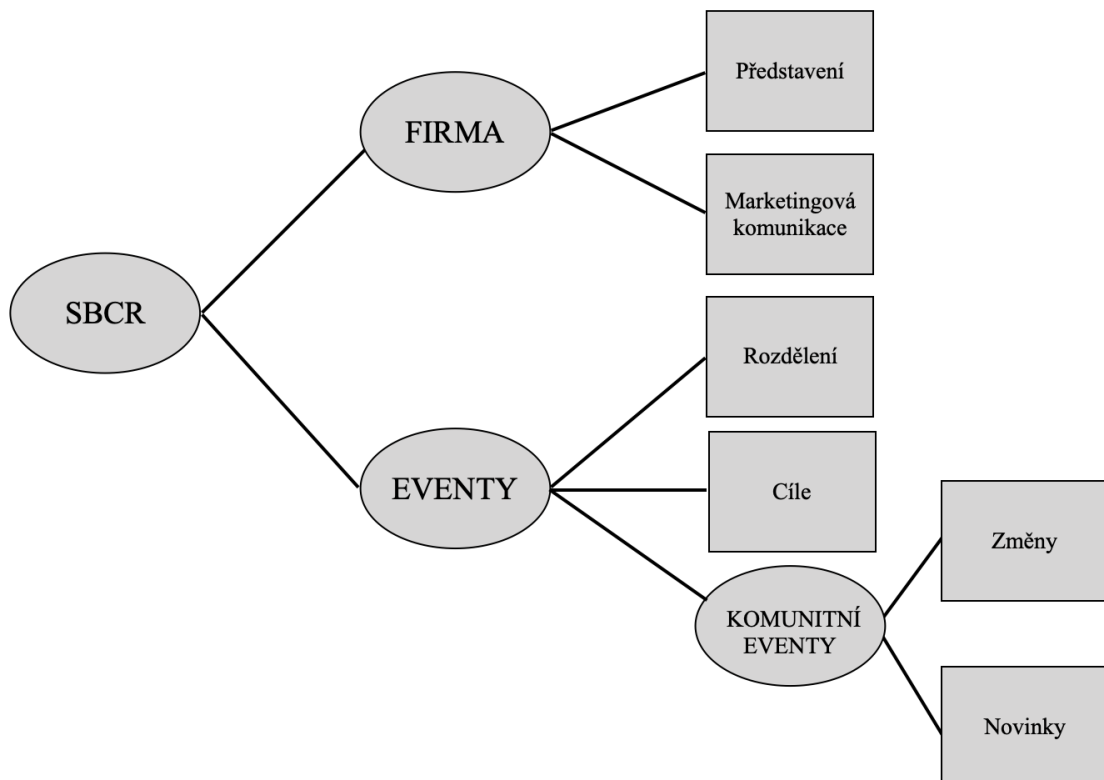 Představení
FIRMA
Marketingová
komunikace
SBCR
Rozdělení
EVENTY
Cíle
Změny
KOMUNITNÍ
EVENTY
Novinky